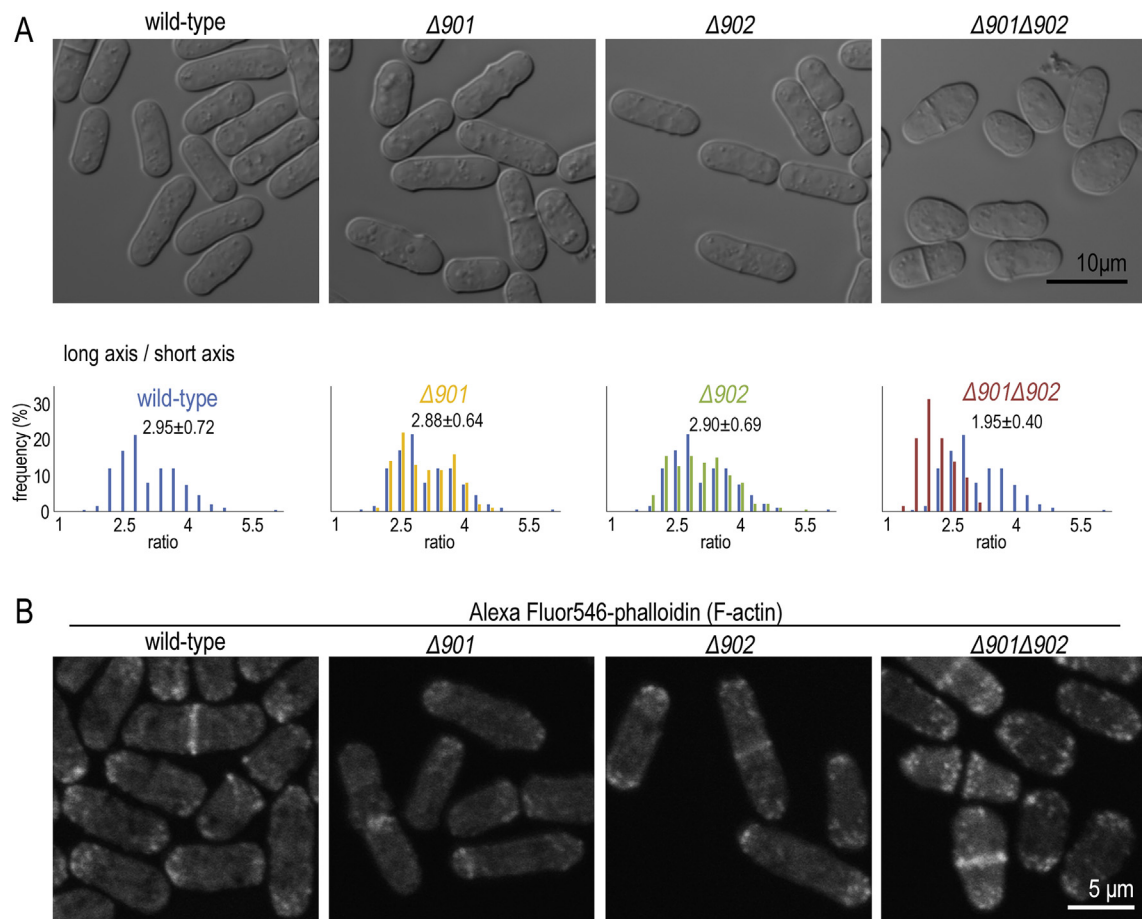 A
wild-type Δ901 Δ902 Δ901Δ902
10µm
long axis / short axis
frequency (%)
30
20
10
0
wild-type
2.95±0.72
1 2.5 4 5.5
ratio
Δ901
2.88±0.64
1 2.5 4 5.5
ratio
Δ902
2.90±0.69
1 2.5 4 5.5
ratio
Δ901Δ902
1.95±0.40
1 2.5 4 5.5
ratio
B
Alexa Fluor546-phalloidin (F-actin)
wild-type Δ901 Δ902 Δ901Δ902
5 µm